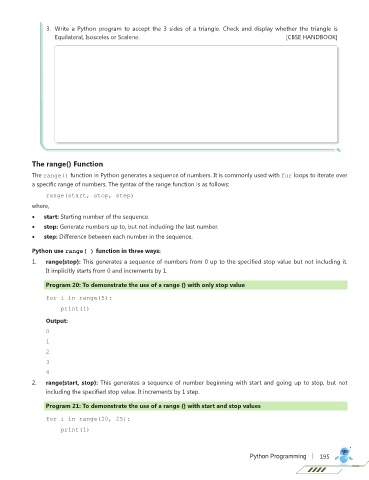 3. Write a Python program to accept the 3 sides of a triangle. Check and display whether the triangle is
Equilateral, Isosceles or Scalene. [CBSE HANDBOOK]
The range() Function
The range() function in Python generates a sequence of numbers. It is commonly used with for loops to iterate over
a specific range of numbers. The syntax of the range function is as follows:
range(start, stop, step)
where,
• start: Starting number of the sequence.
• stop: Generate numbers up to, but not including the last number.
• step: Difference between each number in the sequence.
Python use range( ) function in three ways:
1. range(stop): This generates a sequence of numbers from 0 up to the specified stop value but not including it.
It implicitly starts from 0 and increments by 1.
Program 20: To demonstrate the use of a range () with only stop value
for i in range(5):
print(i)
Output:
0
1
2
3
4
2. range(start, stop): This generates a sequence of number beginning with start and going up to stop, but not
including the specified stop value. It increments by 1 step.
Program 21: To demonstrate the use of a range () with start and stop values
for i in range(20, 25):
print(i)
Python Programming | 195